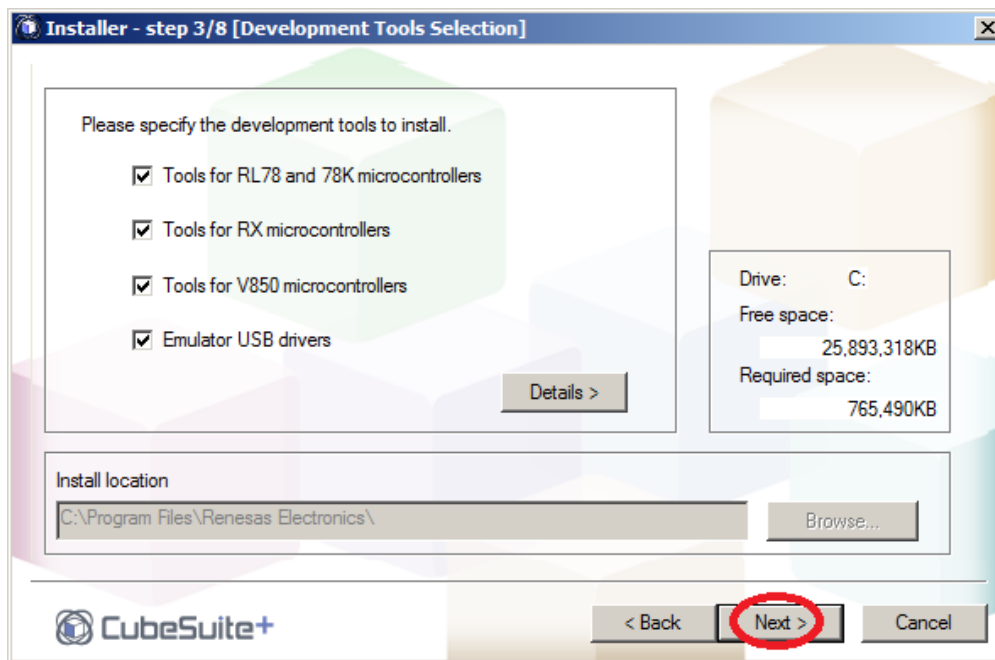 Installer - step 3/8 [Development Tools Selection]
Please specify the development tools to install.
Tools for RL78 and 78K microcontrollers
Tools for RX microcontrollers
Tools for V850 microcontrollers
Emulator USB drivers
Details >
Drive: C:
Free space:
25,893,318KB
Required space:
765,490KB
Install location
C:\Program Files\Renesas Electronics\
Browse...
CubeSuite+
< Back
Next >
Cancel